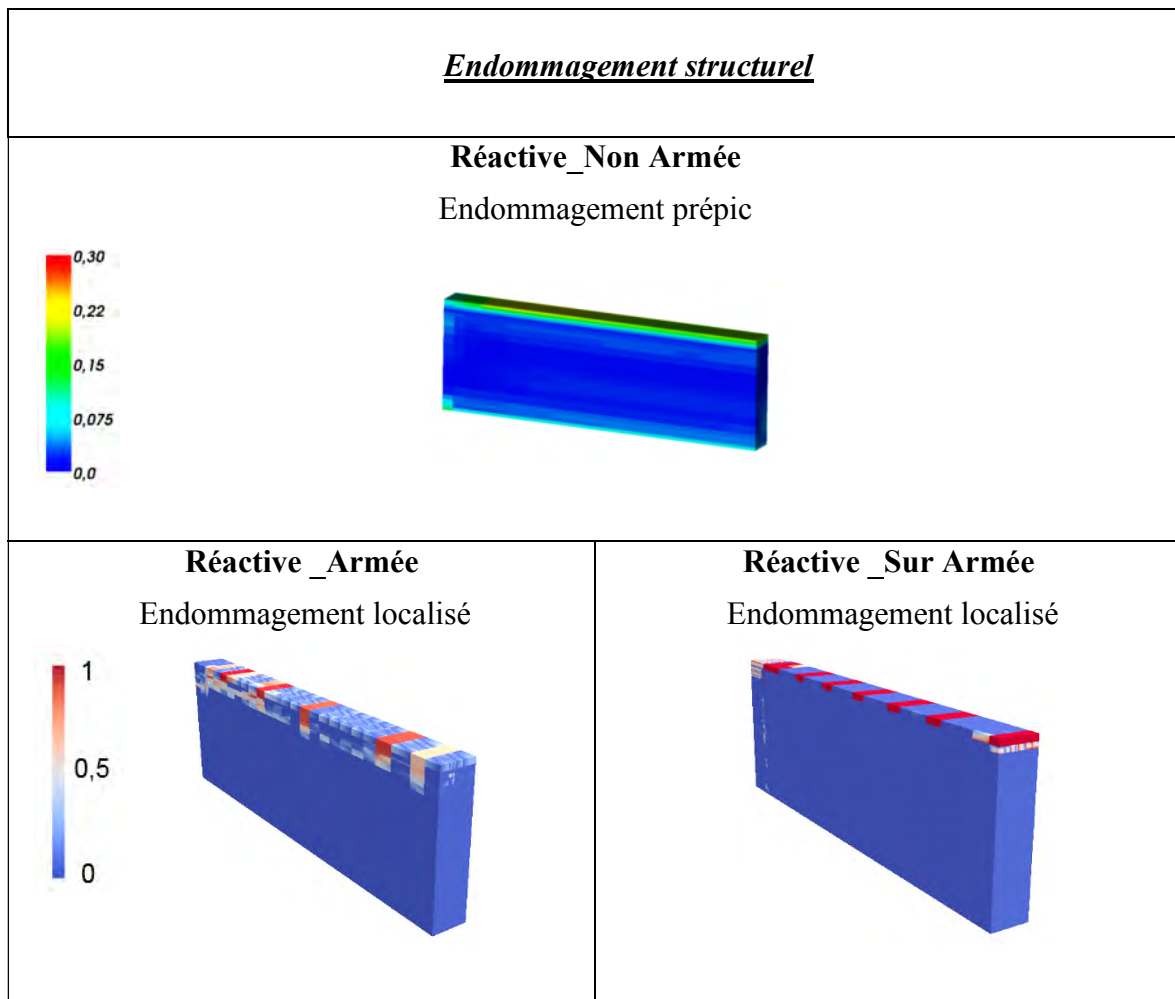 Endommagement structurel
Réactive_Non Armée
Endommagement prépic
0,30
0,22
0,15
0,075
0,0
Réactive _Armée
Endommagement localisé
1
0,5
0
Réactive _Sur Armée
Endommagement localisé